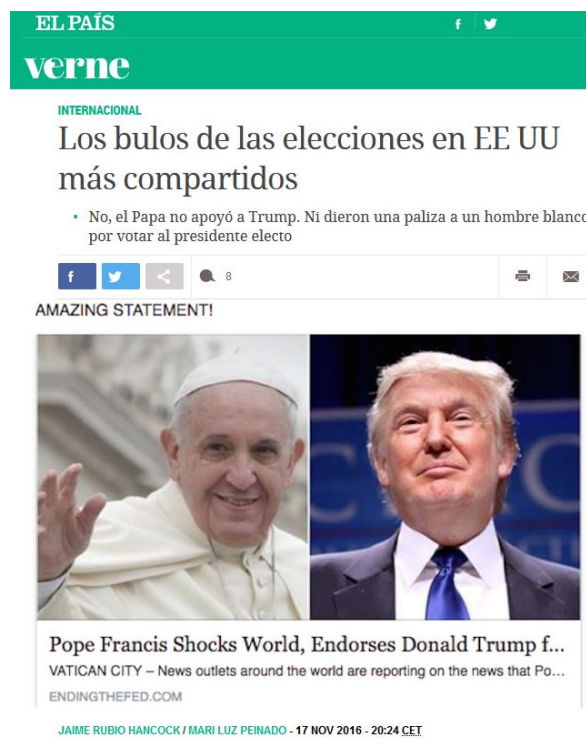 EL PAÍS
verne
INTERNACIONAL
Los bulos de las elecciones en EE UU
más compartidos
• No, el Papa no apoyó a Trump. Ni dieron una paliza a un hombre blanco
por votar al presidente electo
8
AMAZING STATEMENT!
Pope Francis Shocks World, Endorses Donald Trump f...
VATICAN CITY – News outlets around the world are reporting on the news that Po...
ENDINGTHEFED.COM
JAIME RUBIO HANCOCK / MARI LUZ PEINADO - 17 NOV 2016 - 20:24 CET